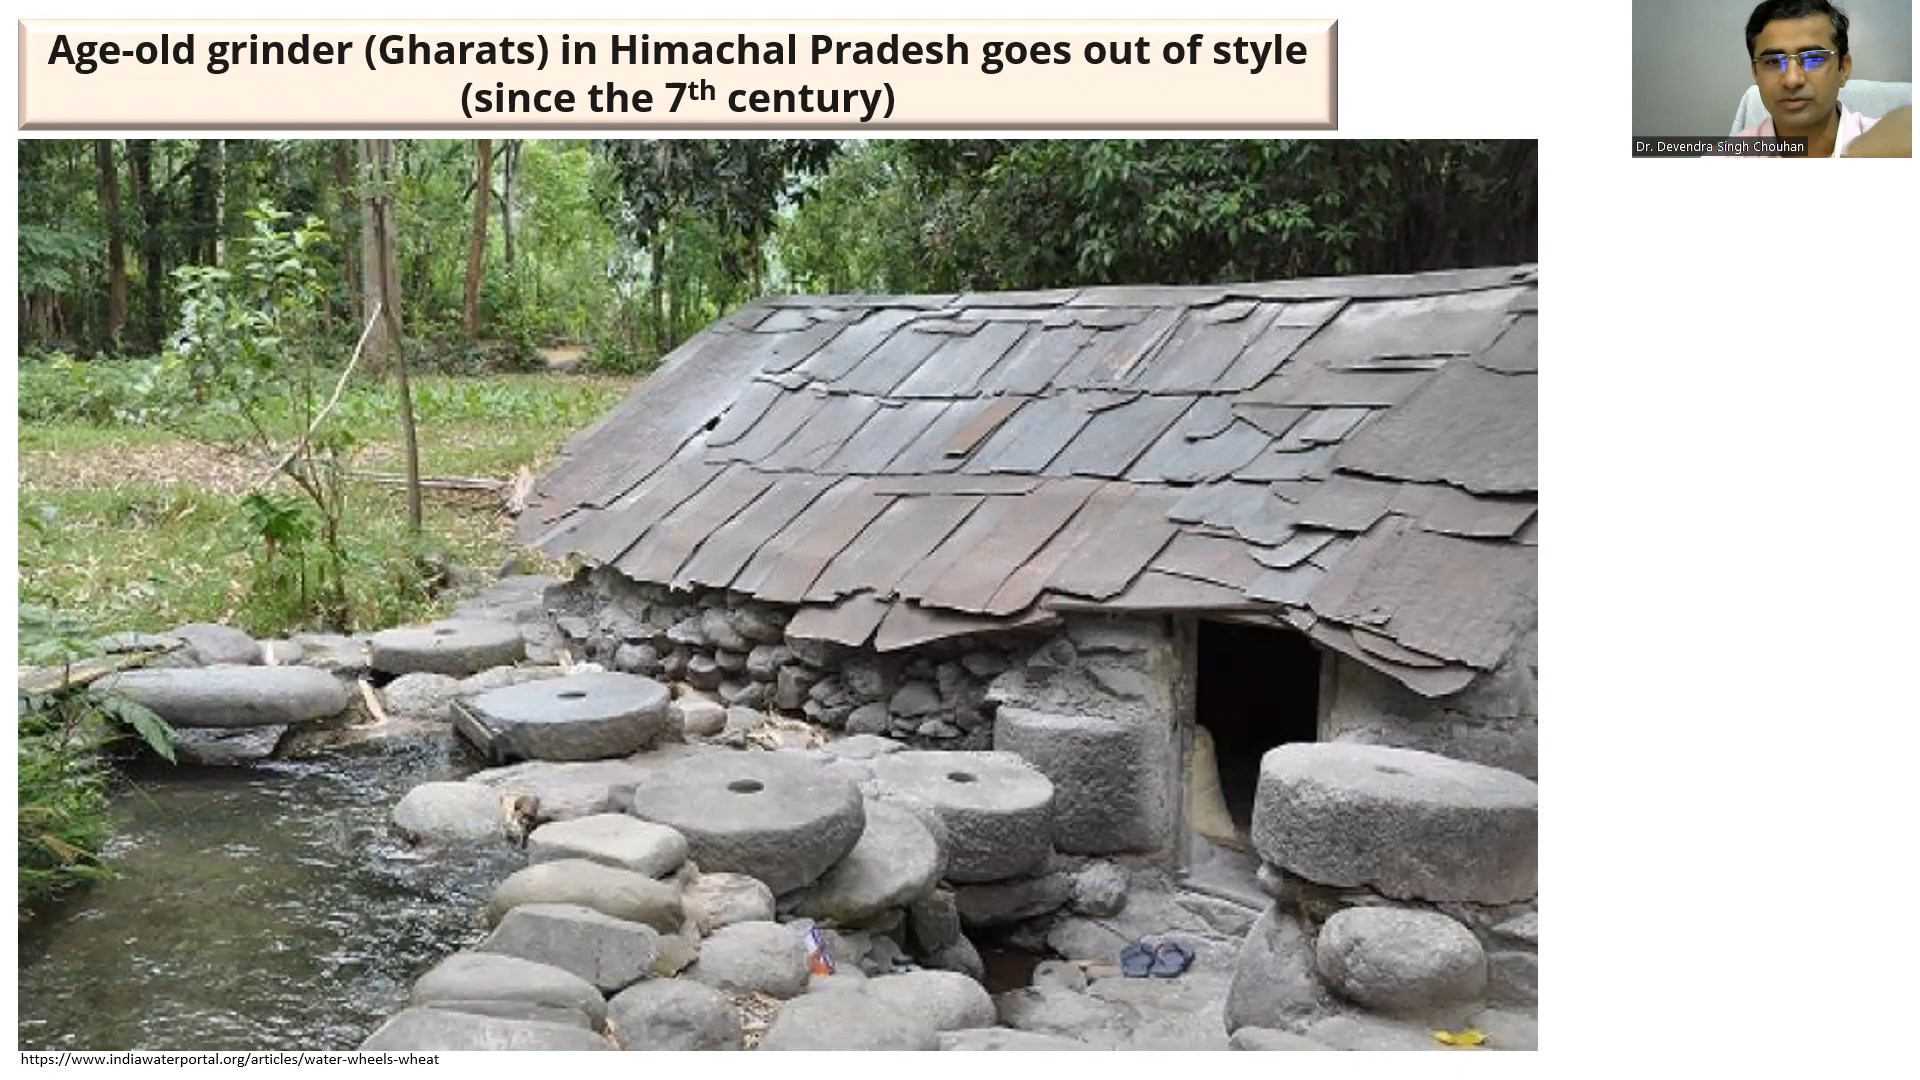 Age-old grinder (Gharats) in Himachal Pradesh goes out of style
(since the 7th century)
Dr. Devendra Singh Chouhan
https://www.indiawaterportal.org/articles/water-wheels-wheat